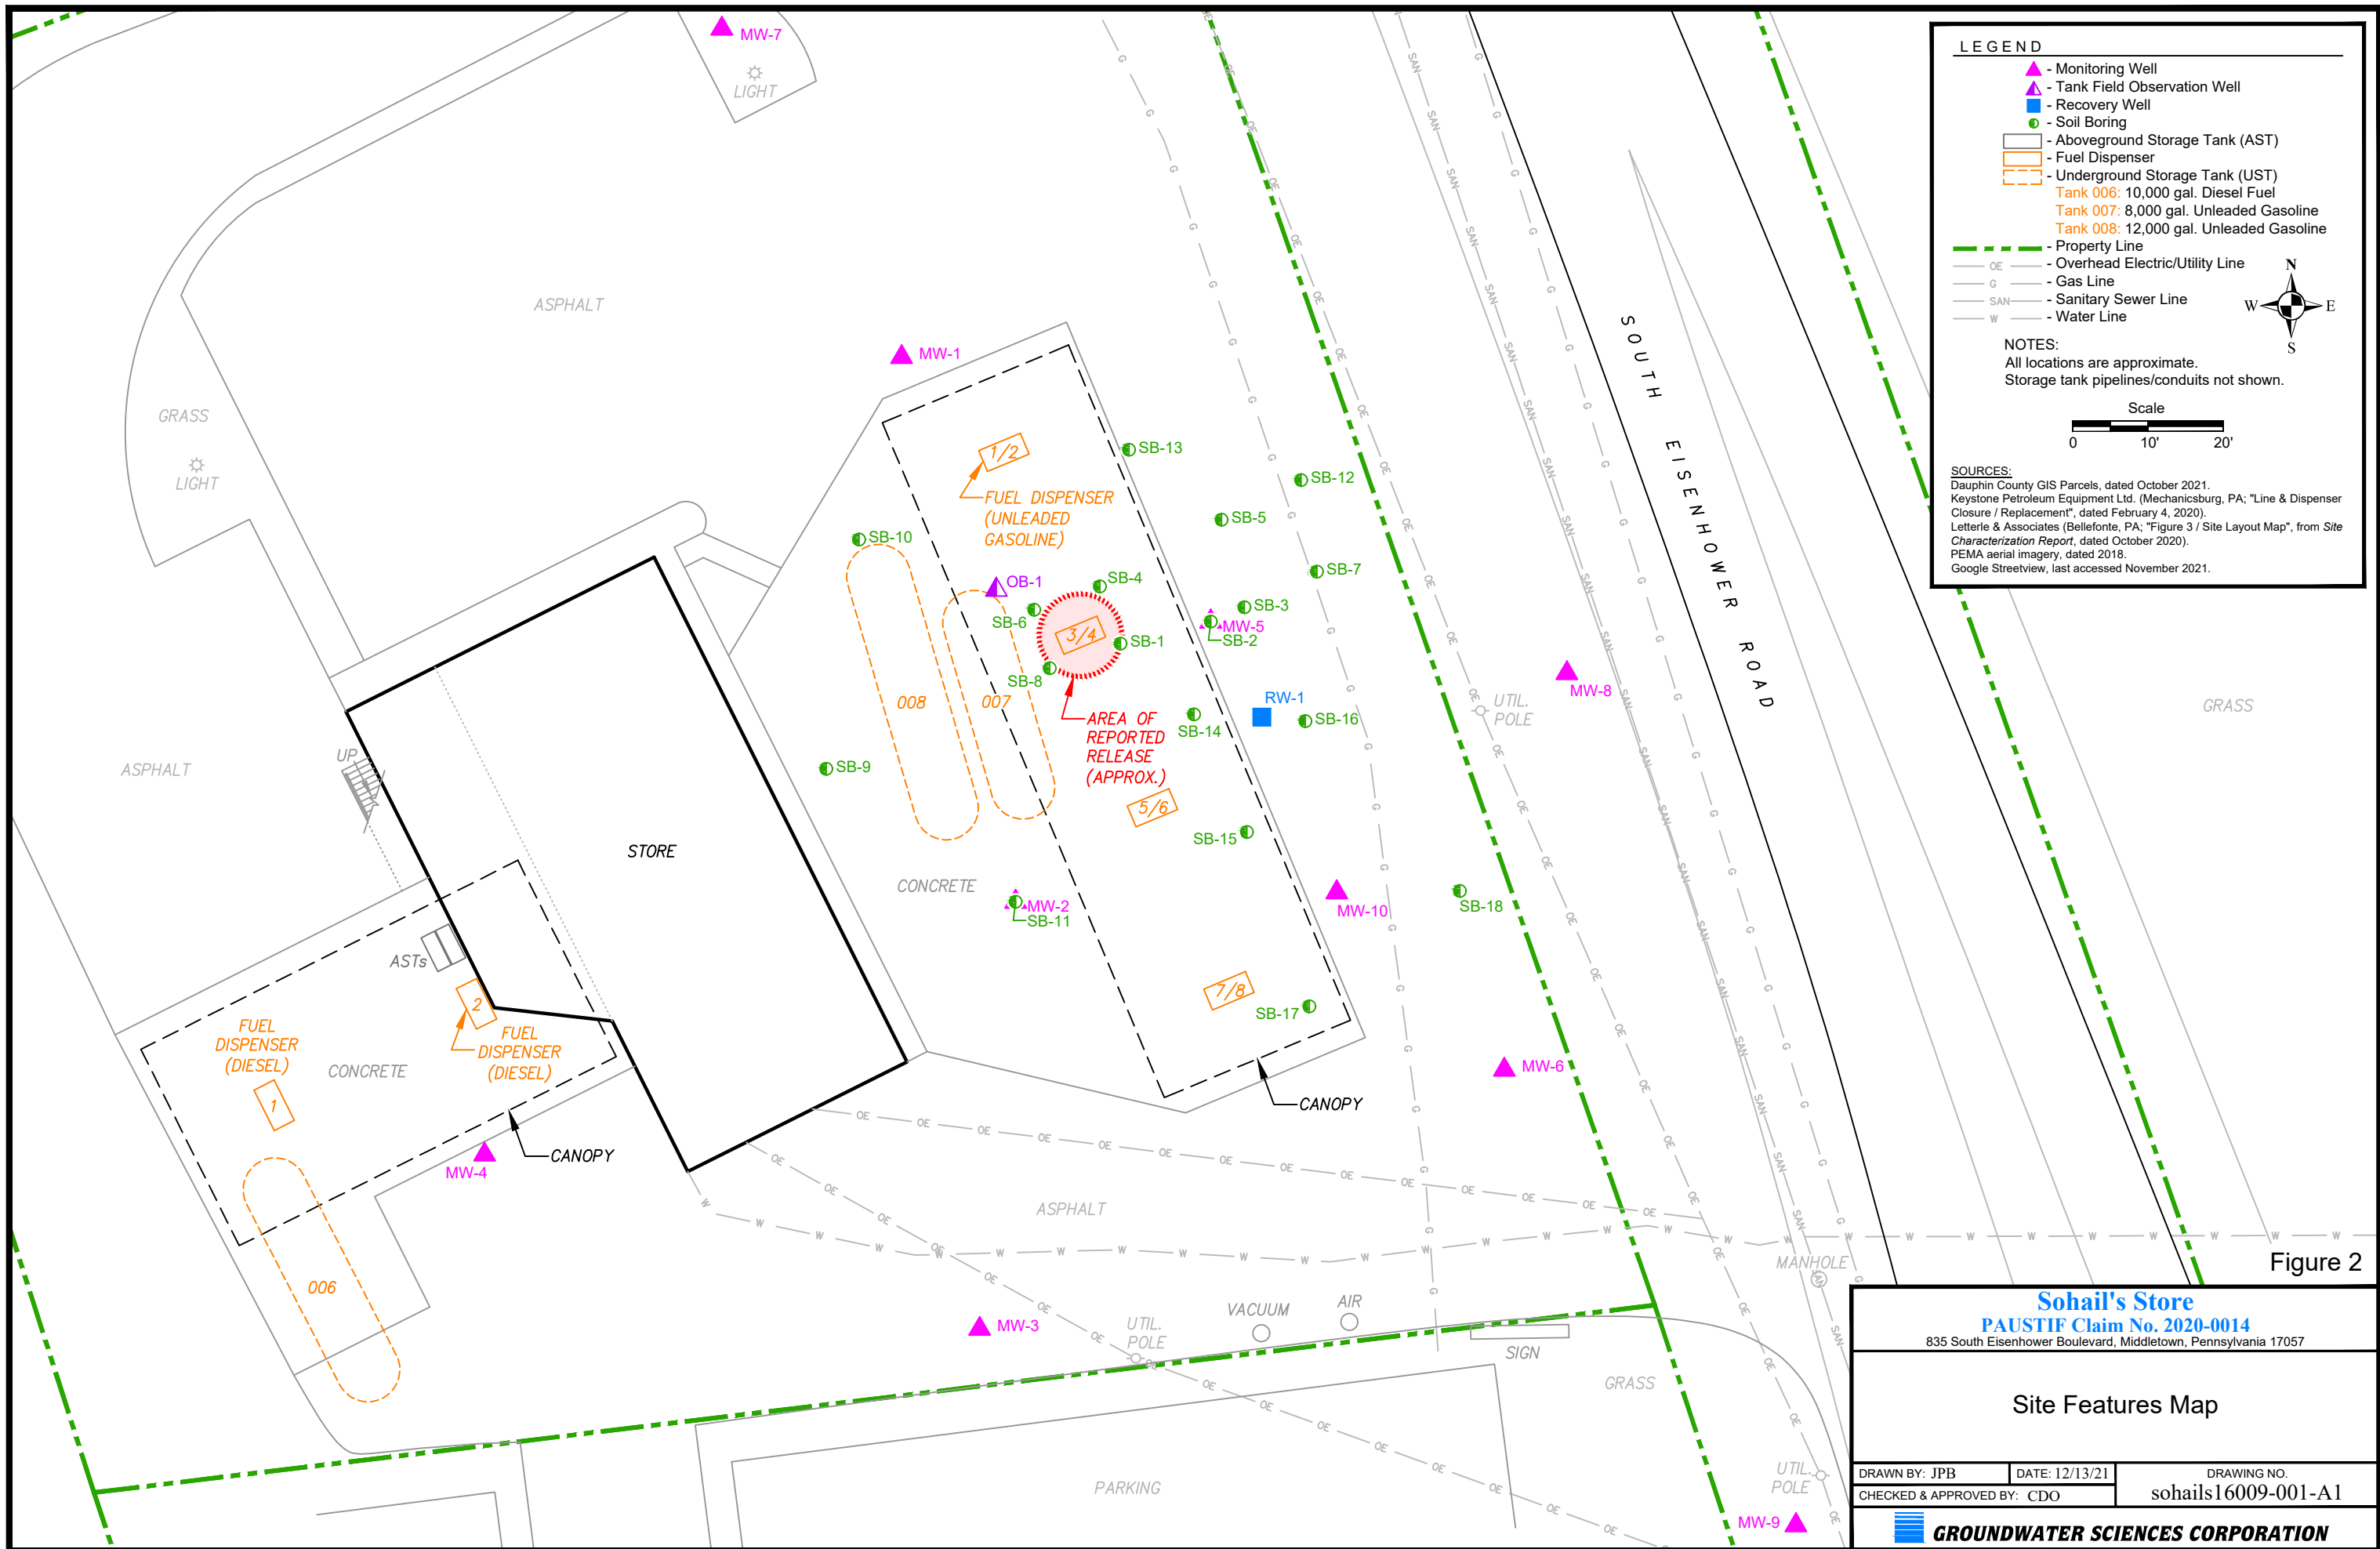 MW-7
LIGHT
ASPHALT
MW-1
GRASS
LIGHT
1/2
FUEL DISPENSER
(UNLEADED
GASOLINE)
SB-13
SB-12
SB-5
SB-10
OB-1
SB-4
SB-7
SB-6
SB-3
MW-5
SB-2
3/4
SB-1
SB-8
008
007
AREA OF
REPORTED
RELEASE
(APPROX.)
SB-14
RW-1
SB-16
MW-8
UTIL.
POLE
SOUTH EISENHOWER ROAD
GRASS
ASPHALT
UP
SB-9
5/6
SB-15
STORE
CONCRETE
MW-2
SB-11
MW-10
SB-18
ASTs
2
7/8
SB-17
FUEL
DISPENSER
(DIESEL)
FUEL
DISPENSER
(DIESEL)
CONCRETE
1
MW-6
CANOPY
CANOPY
MW-4
ASPHALT
006
MW-3
UTIL.
POLE
VACUUM
AIR
SIGN
MANHOLE
GRASS
PARKING
UTIL.
POLE
MW-9
OE
G
SAN
W
LEGEND
- Monitoring Well
- Tank Field Observation Well
- Recovery Well
- Soil Boring
- Aboveground Storage Tank (AST)
- Fuel Dispenser
- Underground Storage Tank (UST)
Tank 006: 10,000 gal. Diesel Fuel
Tank 007: 8,000 gal. Unleaded Gasoline
Tank 008: 12,000 gal. Unleaded Gasoline
- Property Line
OE - Overhead Electric/Utility Line
G - Gas Line
SAN - Sanitary Sewer Line
W - Water Line
N
W E
S
NOTES:
All locations are approximate.
Storage tank pipelines/conduits not shown.
Scale
0 10' 20'
SOURCES:
Dauphin County GIS Parcels, dated October 2021.
Keystone Petroleum Equipment Ltd. (Mechanicsburg, PA; "Line & Dispenser
Closure / Replacement", dated February 4, 2020).
Letterle & Associates (Bellefonte, PA; "Figure 3 / Site Layout Map", from Site
Characterization Report, dated October 2020).
PEMA aerial imagery, dated 2018.
Google Streetview, last accessed November 2021.
Figure 2
Sohail's Store
PAUSTIF Claim No. 2020-0014
835 South Eisenhower Boulevard, Middletown, Pennsylvania 17057
Site Features Map
DRAWN BY: JPB
DATE: 12/13/21
CHECKED & APPROVED BY: CDO
DRAWING NO.
sohails16009-001-A1
GROUNDWATER SCIENCES CORPORATION